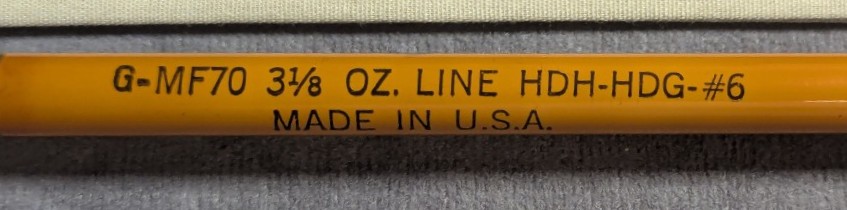 G-MF70 3⅛ OZ. LINE HDH-HDG-#6
MADE IN U.S.A.